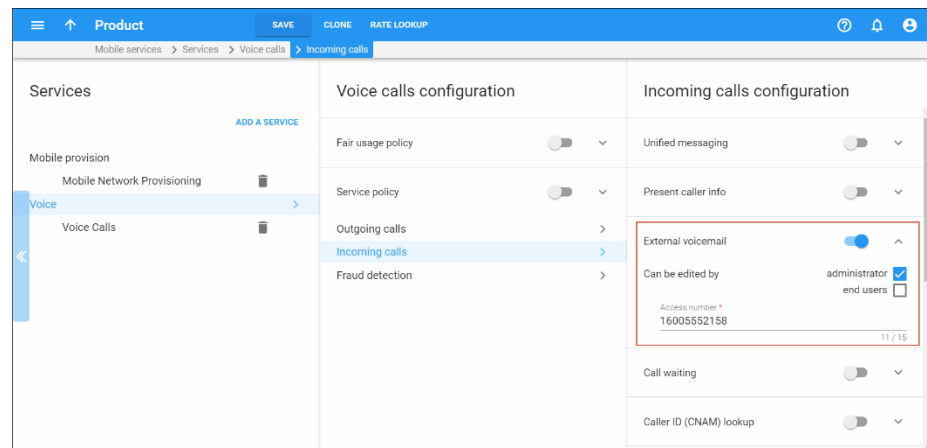 Product
SAVE
CLONE
RATE LOOKUP
Mobile services > Services > Voice calls > Incoming calls
Services
ADD A SERVICE
Mobile provision
Mobile Network Provisioning
Voice
Voice Calls
Voice calls configuration
Fair usage policy
Service policy
Outgoing calls
Incoming calls
Fraud detection
Incoming calls configuration
Unified messaging
Present caller info
External voicemail
Can be edited by
administrator
end users
Access number *
16005552158
11 / 15
Call waiting
Caller ID (CNAM) lookup